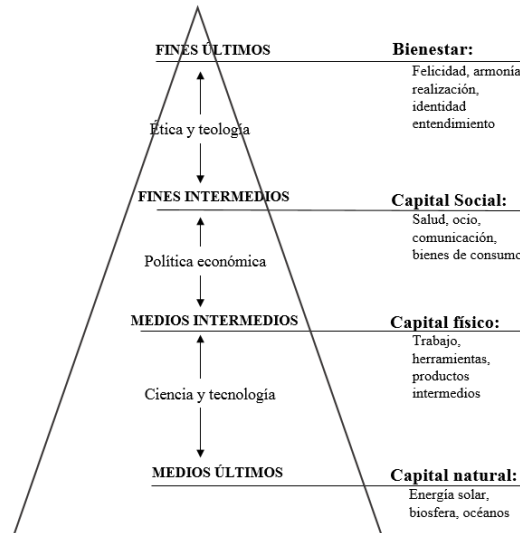 FINES ÚLTIMOS
Bienestar:
Felicidad, armonía
realización,
identidad
entendimiento
Ética y teología
FINES INTERMEDIOS
Capital Social:
Salud, ocio,
comunicación,
bienes de consumo
Política económica
MEDIOS INTERMEDIOS
Capital físico:
Trabajo,
herramientas,
productos
intermedios
Ciencia y tecnología
MEDIOS ÚLTIMOS
Capital natural:
Energía solar,
biosfera, océanos